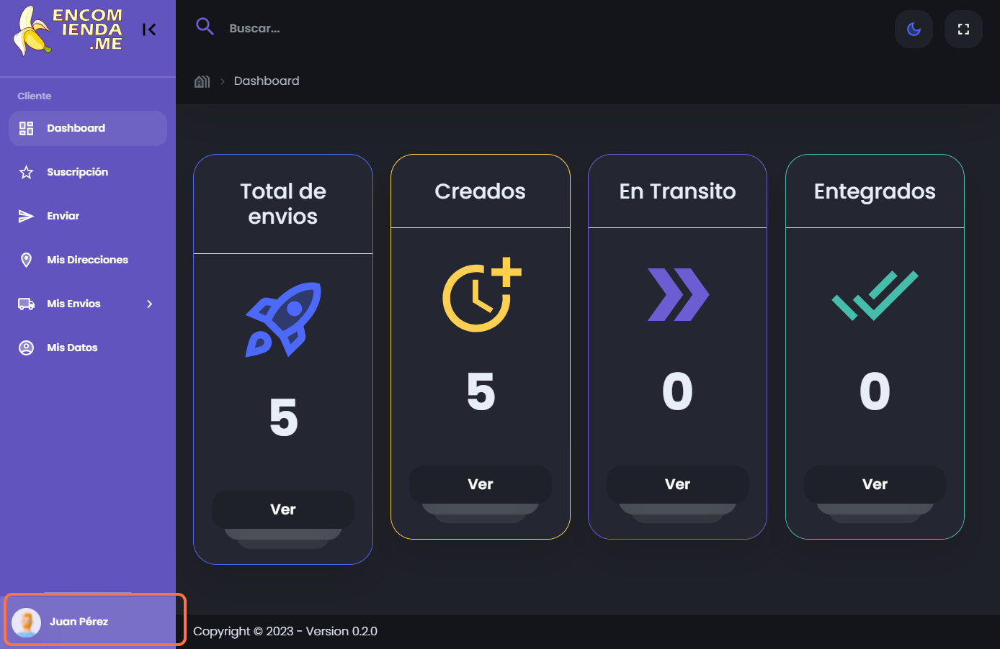 ENCOM
IENDA
.ME
Buscar...
Dashboard
Cliente
Dashboard
Suscripción
Enviar
Mis Direcciones
Mis Envios
Mis Datos
Juan Pérez
Total de
envios
5
Ver
Creados
5
Ver
En Transito
0
Ver
Entegrados
0
Ver
Copyright © 2023 - Version 0.2.0